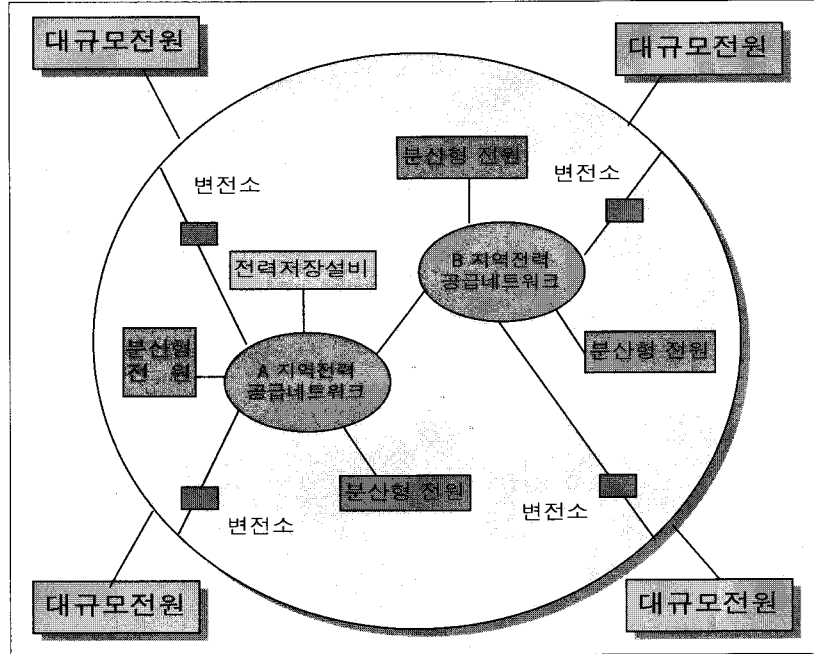 대규모전원
대규모전원
분산형 전원
변전소
변전소
전력저장설비
B 지역전력
공급네트워크
분산형
전 원
A 지역전력
공급네트워크
분산형 전원
분산형 전원
변전소
변전소
대규모전원
대규모전원